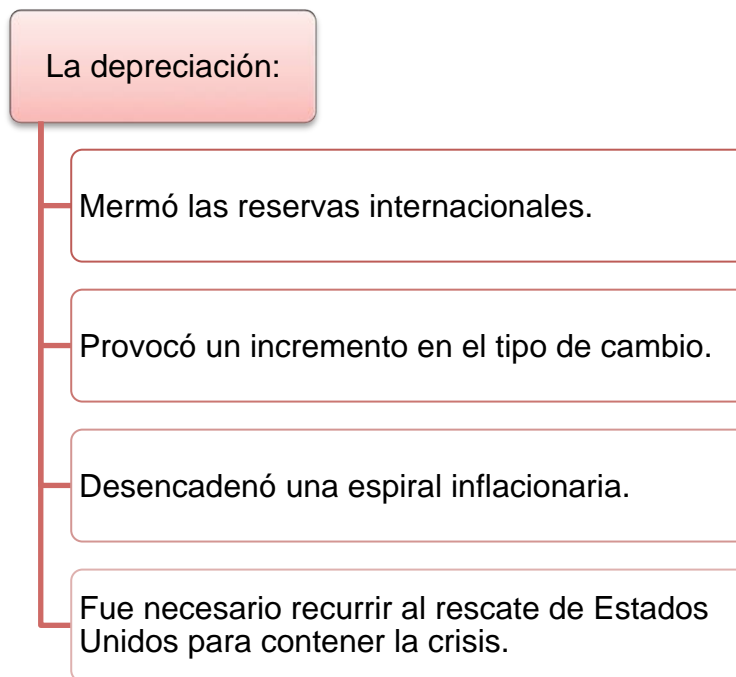 La depreciación:
Mermó las reservas internacionales.
Provocó un incremento en el tipo de cambio.
Desencadenó una espiral inflacionaria.
Fue necesario recurrir al rescate de Estados
Unidos para contener la crisis.